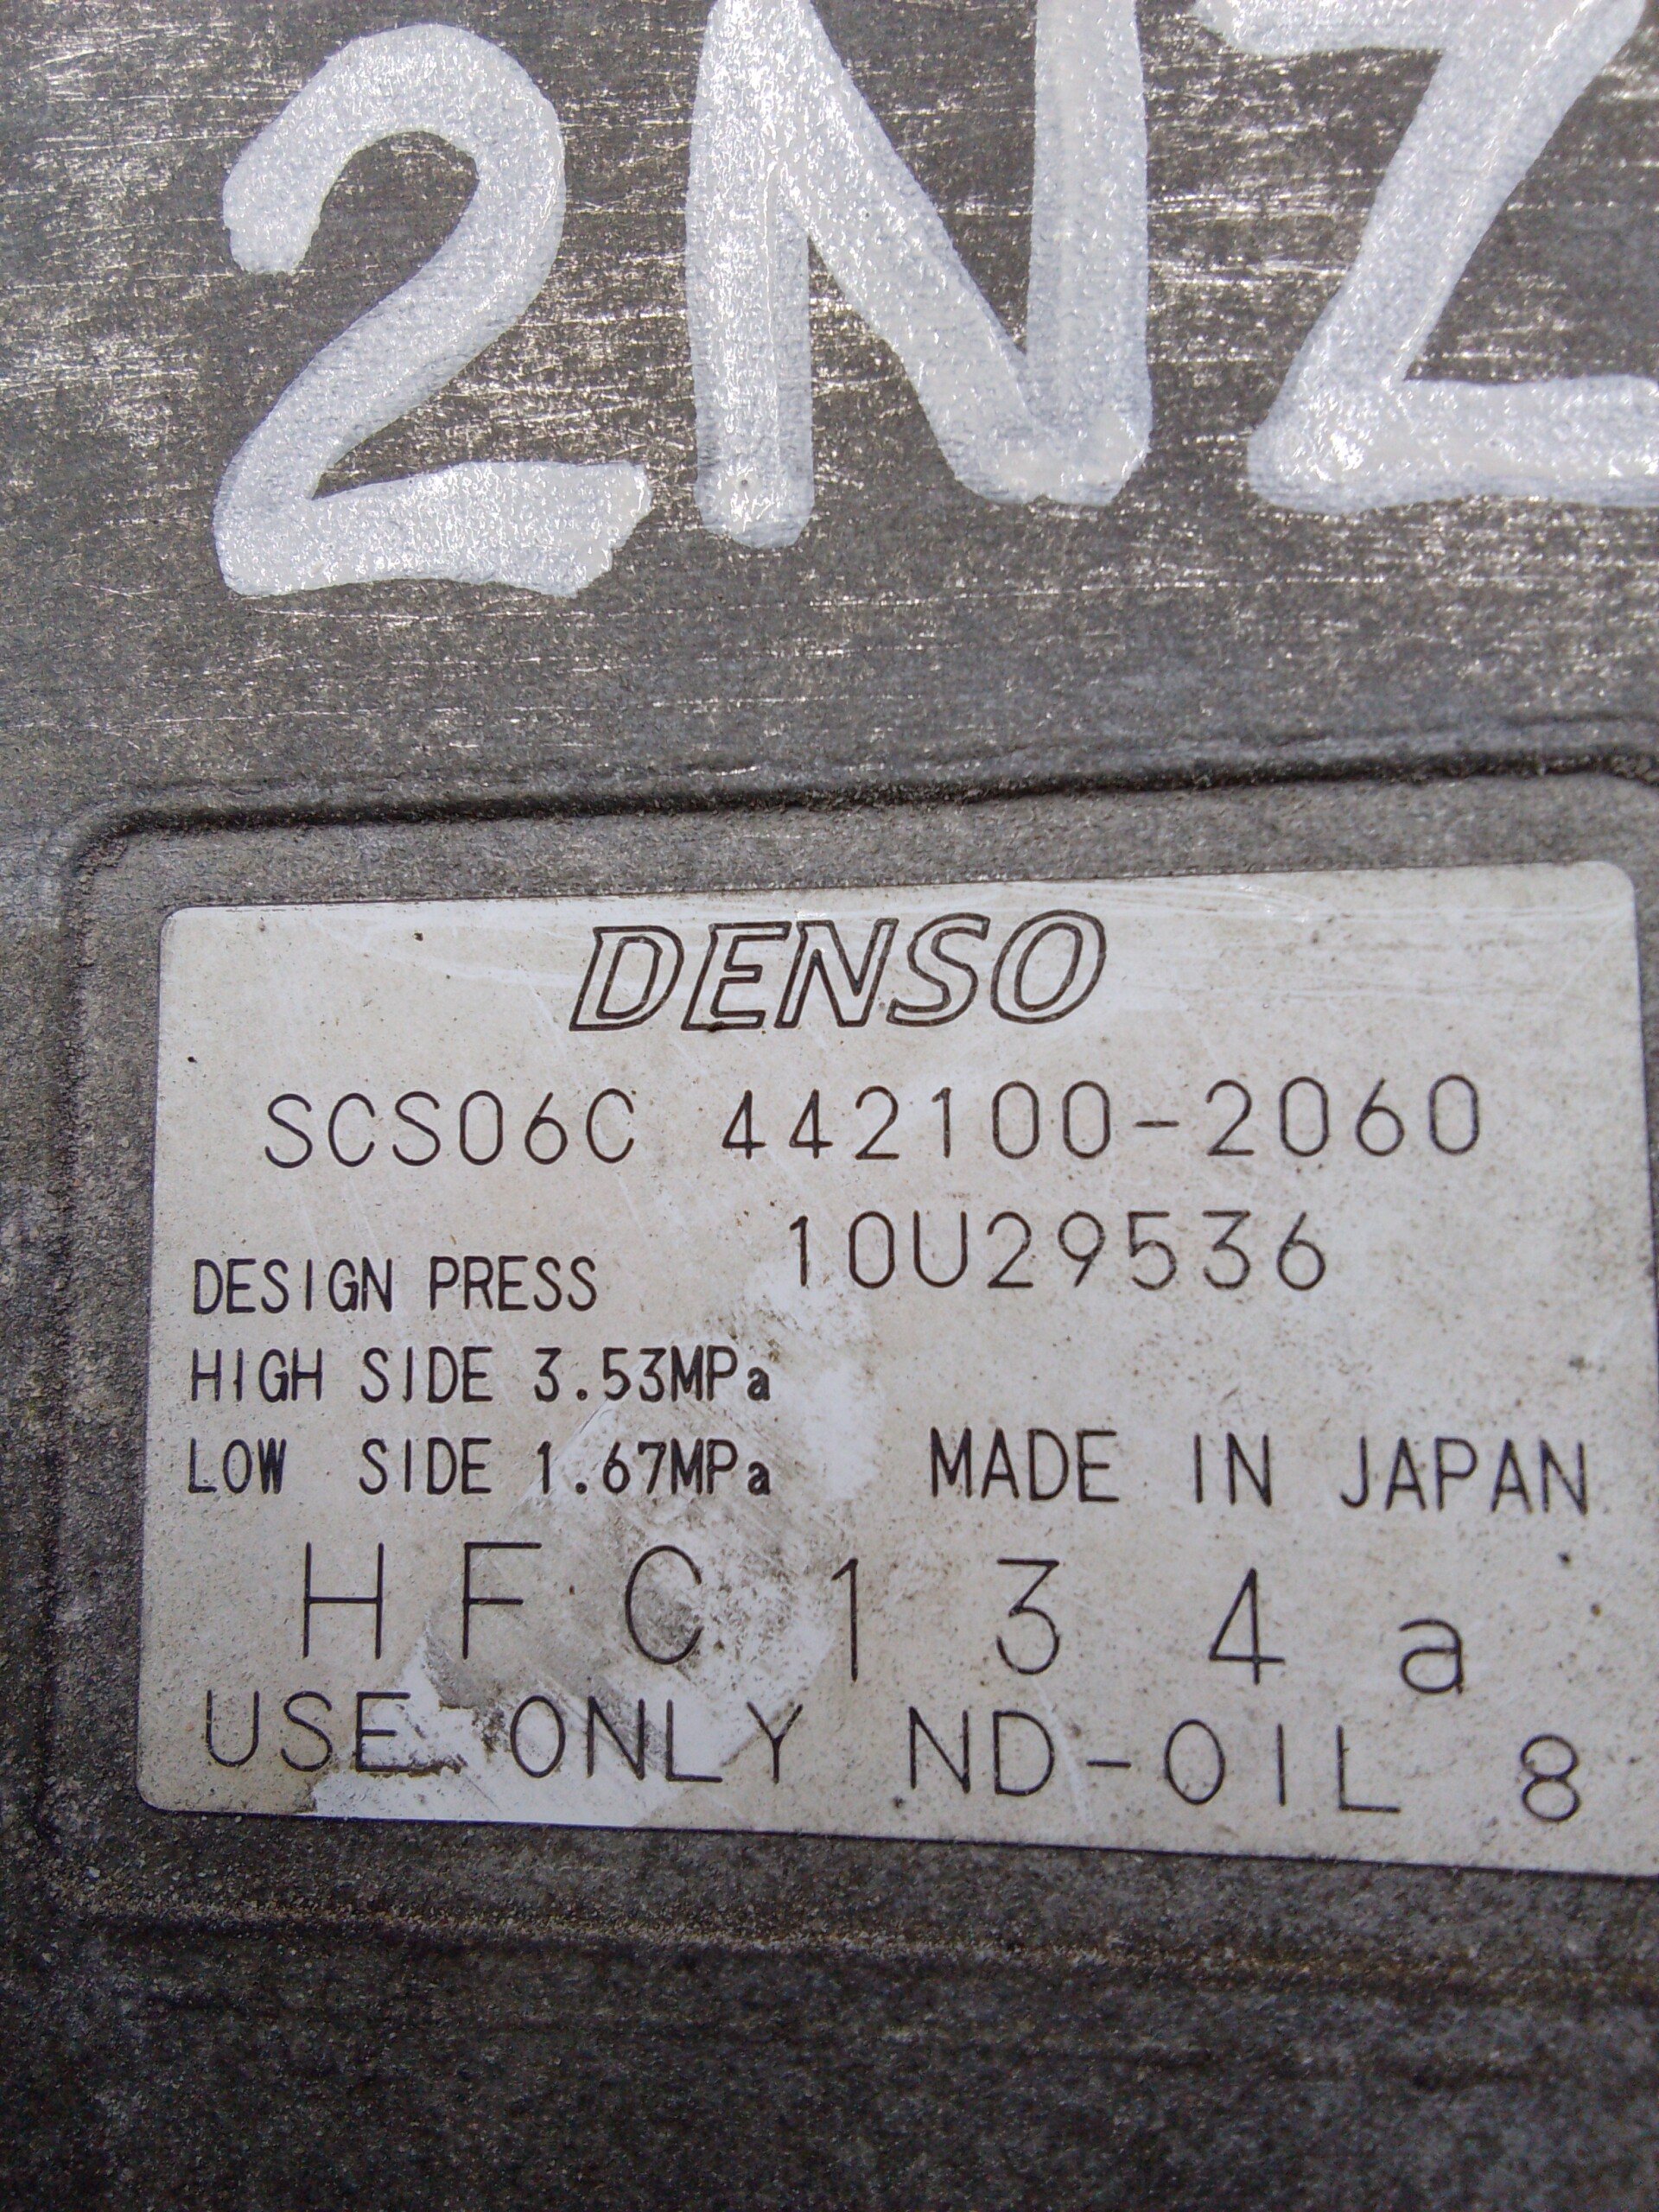 2NZ
DENSO
SCS06C 442100-2060
10U29536
DESIGN PRESS
HIGH SIDE 3.53MPa
LOW SIDE 1.67MPa
MADE IN JAPAN
HFC134a
USE ONLY ND-OIL 8